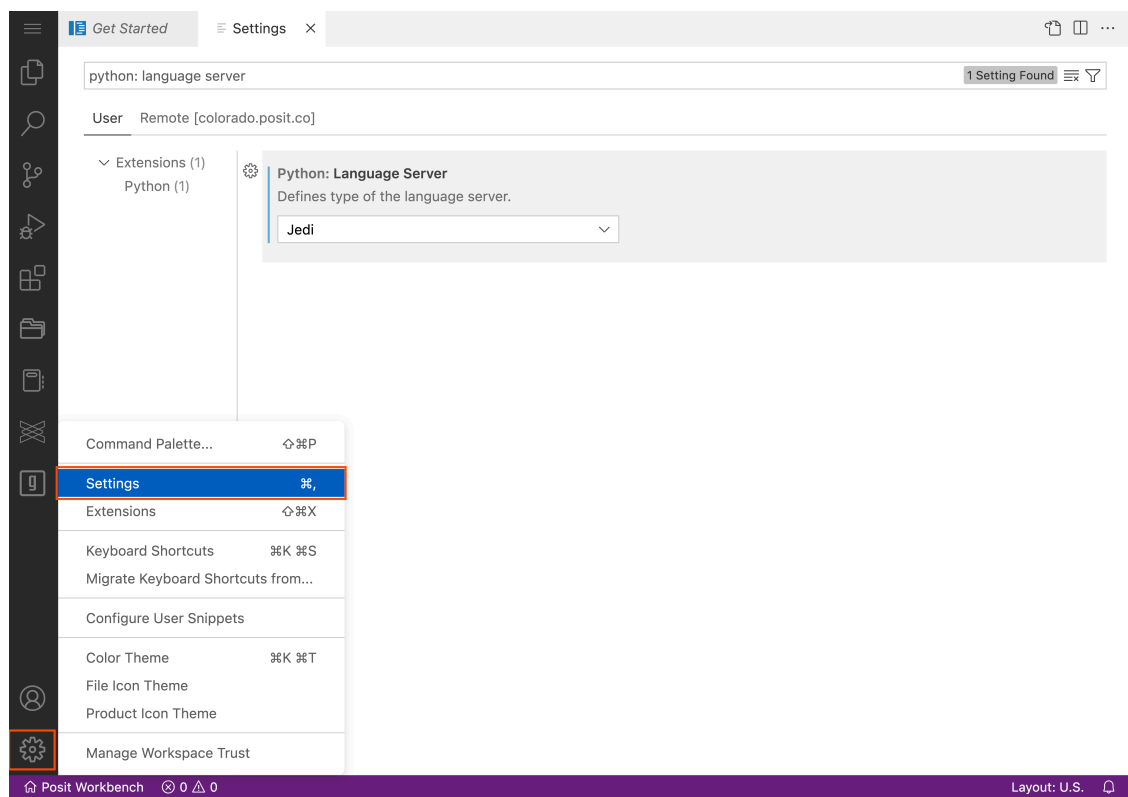 Get Started
Settings
python: language server
1 Setting Found
User
Remote [colorado.posit.co]
Extensions (1)
Python (1)
Python: Language Server
Defines type of the language server.
Jedi
Command Palette... ⇧⌘P
Settings ⌘,
Extensions ⇧⌘X
Keyboard Shortcuts ⌘K ⌘S
Migrate Keyboard Shortcuts from...
Configure User Snippets
Color Theme ⌘K ⌘T
File Icon Theme
Product Icon Theme
Manage Workspace Trust
Posit Workbench 0 0 Layout: U.S.